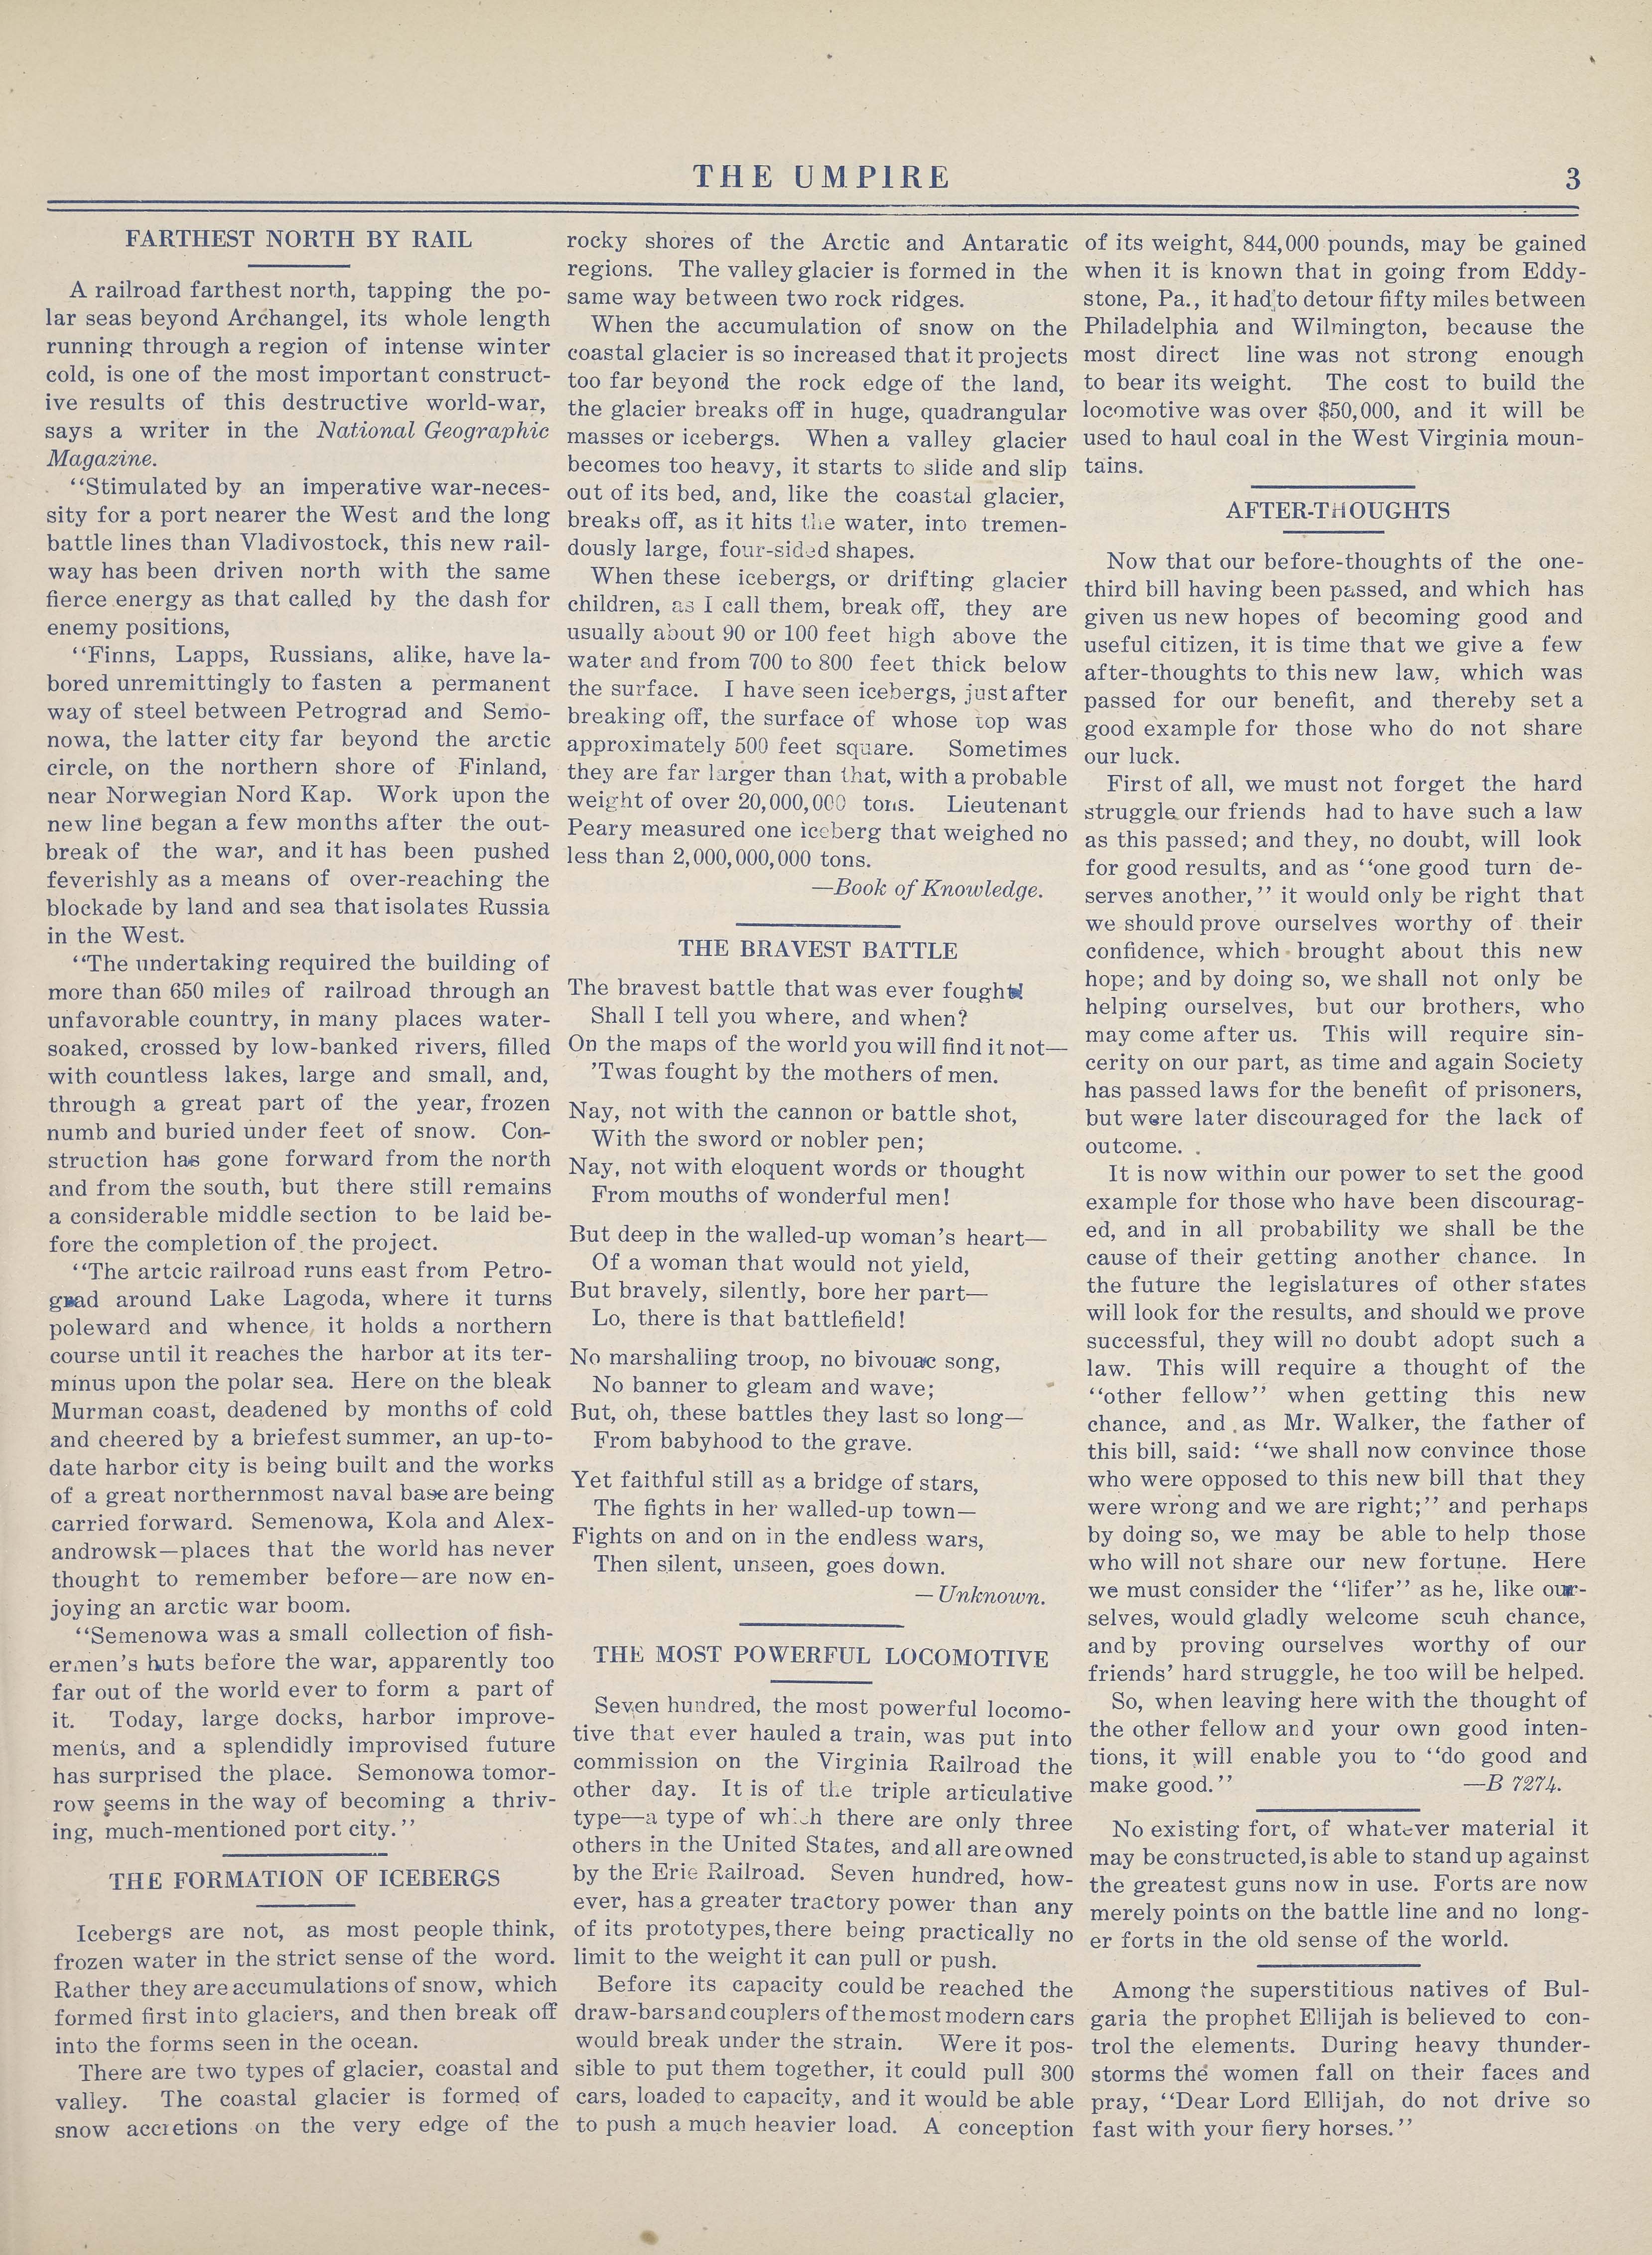 THE UMPIRE
3
FARTHEST NORTH BY RAIL
A railroad farthest north, tapping the po-
lar seas beyond Archangel, its whole length
running through a region of intense winter
cold, is one of the most important construct-
ive results of this destructive world-war,
says a writer in the National Geographic
Magazine.
‘‘Stimulated by an imperative war-neces-
sity for a port nearer the West and the long
battle lines than Vladivostock, this new rail-
way has been driven north with the same
fierce energy as that called by the dash for
enemy positions,
‘‘Finns, Lapps, Russians, alike, have la-
bored unremittingly to fasten a permanent
way of steel between Petrograd and Semo-
nowa, the latter city far beyond the arctic
circle, on the northern shore of Finland,
near Norwegian Nord Kap. Work upon the
new line began a few months after the out-
break of the war, and it has been pushed
feverishly as a means of over-reaching the
blockade by land and sea that isolates Russia
in the West.
‘‘The undertaking required the building of
more than 650 miles of railroad through an
unfavorable country, in many places water-
soaked, crossed by low-banked rivers, filled
with countless lakes, large and small, and,
through a great part of the year, frozen
numb and buried under feet of snow. Con-
struction has gone forward from the north
and from the south, but there still remains
a considerable middle section to be laid be-
fore the completion of the project.
‘‘The artcic railroad runs east from Petro-
grad around Lake Lagoda, where it turns
poleward and whence it holds a northern
course until it reaches the harbor at its ter-
minus upon the polar sea. Here on the bleak
Murman coast, deadened by months of cold
and cheered by a briefest summer, an up-to-
date harbor city is being built and the works
of a great northernmost naval base are being
carried forward. Semenowa, Kola and Alex-
androwsk—places that the world has never
thought to remember before—are now en-
joying an arctic war boom.
‘‘Semenowa was a small collection of fish-
ermen's huts before the war, apparently too
far out of the world ever to form a part of
it. Today, large docks, harbor improve-
ments, and a splendidly improvised future
has surprised the place. Semonowa tomor-
row seems in the way of becoming a thriv-
ing, much-mentioned port city.’’
THE FORMATION OF ICEBERGS
Icebergs are not, as most people think,
frozen water in the strict sense of the word.
Rather they are accumulations of snow, which
formed first into glaciers, and then break off
into the forms seen in the ocean.
There are two types of glacier, coastal and
valley. The coastal glacier is formed of
snow accretions on the very edge of the
rocky shores of the Arctic and Antaratic
regions. The valley glacier is formed in the
same way between two rock ridges.
When the accumulation of snow on the
coastal glacier is so increased that it projects
too far beyond the rock edge of the land,
the glacier breaks off in huge, quadrangular
masses or icebergs. When a valley glacier
becomes too heavy, it starts to slide and slip
out of its bed, and, like the coastal glacier,
breaks off, as it hits the water, into tremen-
dously large, four-sided shapes.
When these icebergs, or drifting glacier
children, as I call them, break off, they are
usually about 90 or 100 feet high above the
water and from 700 to 800 feet thick below
the surface. I have seen icebergs, just after
breaking off, the surface of whose top was
approximately 500 feet square. Sometimes
they are far larger than that, with a probable
weight of over 20,000,000 tons. Lieutenant
Peary measured one iceberg that weighed no
less than 2,000,000,000 tons.
—Book of Knowledge.
THE BRAVEST BATTLE
The bravest battle that was ever fought!
Shall I tell you where, and when?
On the maps of the world you will find it not—
’Twas fought by the mothers of men.
Nay, not with the cannon or battle shot,
With the sword or nobler pen;
Nay, not with eloquent words or thought
From mouths of wonderful men!
But deep in the walled-up woman's heart—
Of a woman that would not yield,
But bravely, silently, bore her part—
Lo, there is that battlefield!
No marshalling troop, no bivouac song,
No banner to gleam and wave;
But, oh, these battles they last so long—
From babyhood to the grave.
Yet faithful still as a bridge of stars,
The fights in her walled-up town—
Fights on and on in the endless wars,
Then silent, unseen, goes down.
—Unknown.
THE MOST POWERFUL LOCOMOTIVE
Seven hundred, the most powerful locomo-
tive that ever hauled a train, was put into
commission on the Virginia Railroad the
other day. It is of the triple articulative
type—a type of which there are only three
others in the United States, and all are owned
by the Erie Railroad. Seven hundred, how-
ever, has a greater tractory power than any
of its prototypes, there being practically no
limit to the weight it can pull or push.
Before its capacity could be reached the
draw-bars and couplers of the most modern cars
would break under the strain. Were it pos-
sible to put them together, it could pull 300
cars, loaded to capacity, and it would be able
to push a much heavier load. A conception
of its weight, 844,000 pounds, may be gained
when it is known that in going from Eddy-
stone, Pa., it had to detour fifty miles between
Philadelphia and Wilmington, because the
most direct line was not strong enough
to bear its weight. The cost to build the
locomotive was over $50,000, and it will be
used to haul coal in the West Virginia moun-
tains.
AFTER-THOUGHTS
Now that our before-thoughts of the one-
third bill having been passed, and which has
given us new hopes of becoming good and
useful citizen, it is time that we give a few
after-thoughts to this new law, which was
passed for our benefit, and thereby set a
good example for those who do not share
our luck.
First of all, we must not forget the hard
struggle our friends had to have such a law
as this passed; and they, no doubt, will look
for good results, and as ‘‘one good turn de-
serves another,’’ it would only be right that
we should prove ourselves worthy of their
confidence, which brought about this new
hope; and by doing so, we shall not only be
helping ourselves, but our brothers, who
may come after us. This will require sin-
cerity on our part, as time and again Society
has passed laws for the benefit of prisoners,
but were later discouraged for the lack of
outcome.
It is now within our power to set the good
example for those who have been discourag-
ed, and in all probability we shall be the
cause of their getting another chance. In
the future the legislatures of other states
will look for the results, and should we prove
successful, they will no doubt adopt such a
law. This will require a thought of the
‘‘other fellow’’ when getting this new
chance, and as Mr. Walker, the father of
this bill, said: ‘‘we shall now convince those
who were opposed to this new bill that they
were wrong and we are right;’’ and perhaps
by doing so, we may be able to help those
who will not share our new fortune. Here
we must consider the ‘‘lifer’’ as he, like our-
selves, would gladly welcome scuh chance,
and by proving ourselves worthy of our
friends’ hard struggle, he too will be helped.
So, when leaving here with the thought of
the other fellow and your own good inten-
tions, it will enable you to ‘‘do good and
make good.’’ —B 7274.
No existing fort, of whatever material it
may be constructed, is able to stand up against
the greatest guns now in use. Forts are now
merely points on the battle line and no long-
er forts in the old sense of the world.
Among the superstitious natives of Bul-
garia the prophet Ellijah is believed to con-
trol the elements. During heavy thunder-
storms the women fall on their faces and
pray, ‘‘Dear Lord Ellijah, do not drive so
fast with your fiery horses.’’